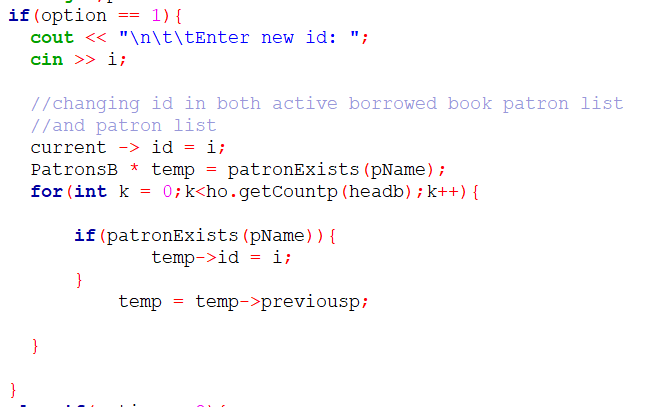 if(option == 1){
cout << "\n\t\tEnter new id: ";
cin >> i;
//changing id in both active borrowed book patron list
//and patron list
current -> id = i;
PatronsB * temp = patronExists(pName);
for(int k = 0;k<ho.getCountp(headb);k++){
if(patronExists(pName)){
temp->id = i;
}
temp = temp->previousp;
}
}